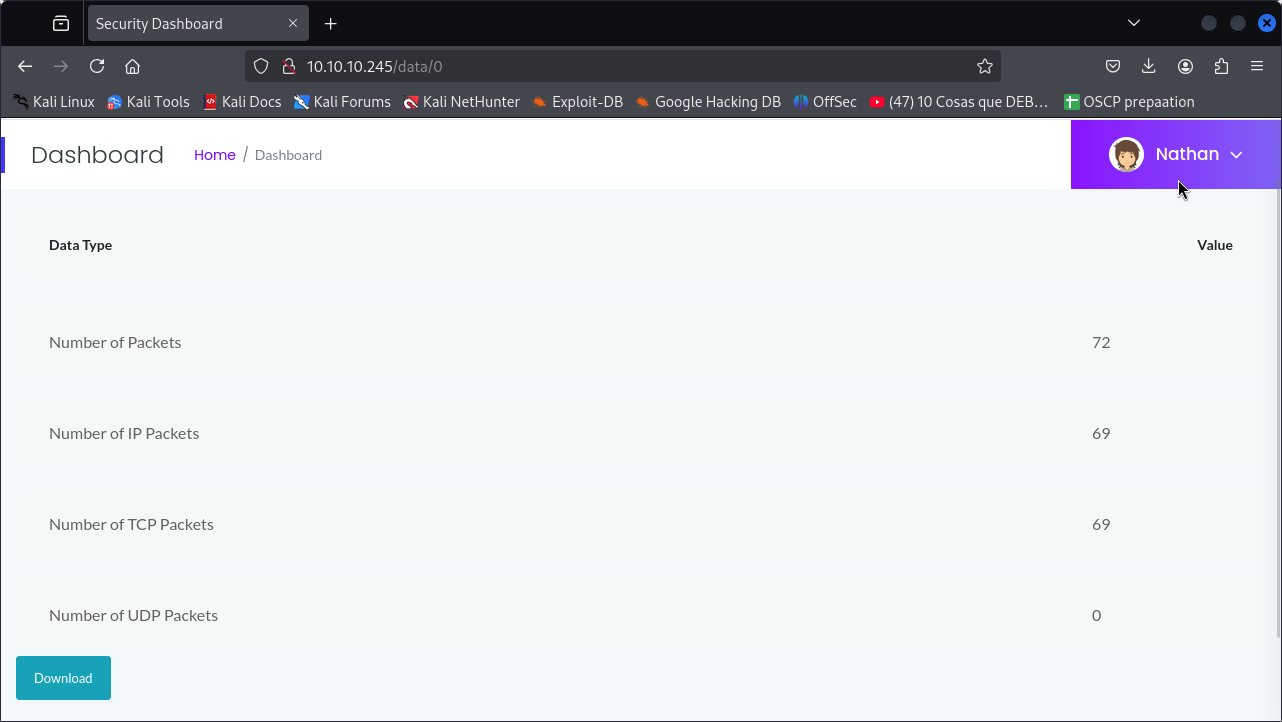 Security Dashboard
10.10.10.245/data/0
Kali Linux Kali Tools Kali Docs Kali Forums Kali NetHunter Exploit-DB Google Hacking DB OffSec (47) 10 Cosas que DEB… OSCP prepaation
Dashboard Home / Dashboard Nathan
Data Type Value
Number of Packets 72
Number of IP Packets 69
Number of TCP Packets 69
Number of UDP Packets 0
Download